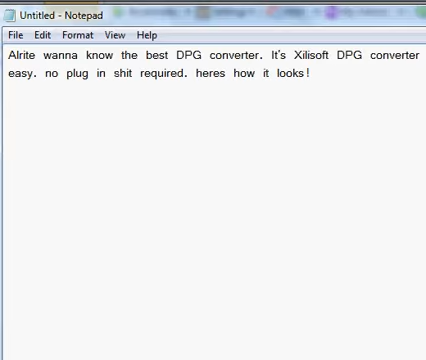 Untitled - Notepad
File Edit Format View Help
Alrite wanna know the best DPG converter. It's Xilisoft DPG converter
easy. no plug in shit required. heres how it looks!